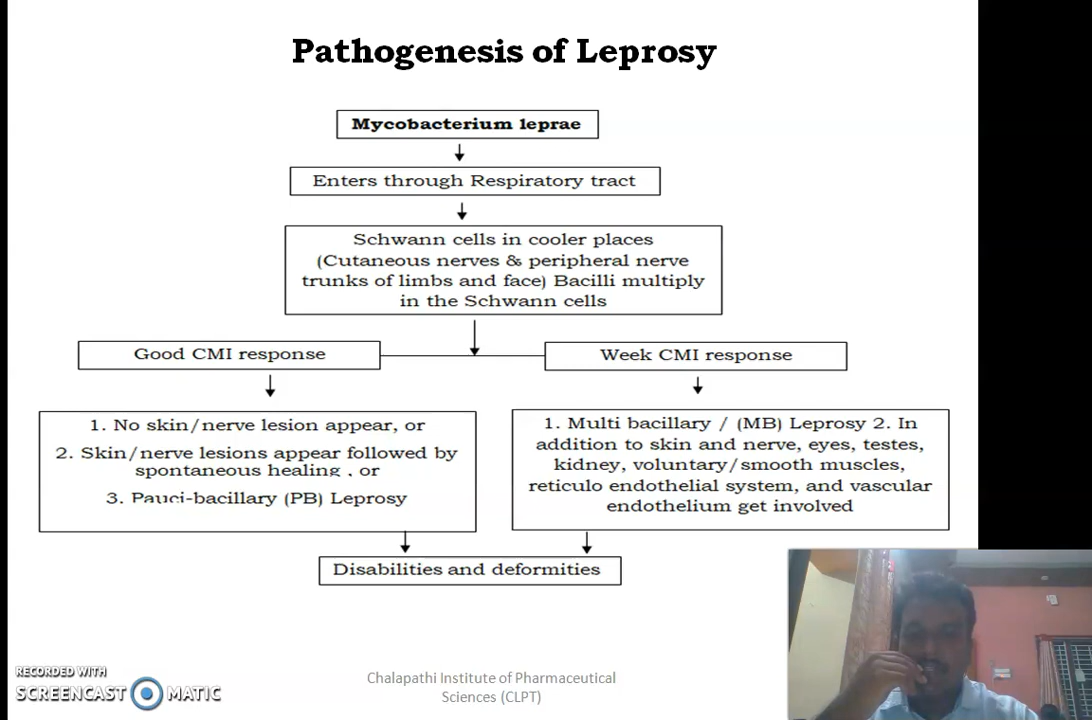 Pathogenesis of Leprosy
Mycobacterium leprae
Enters through Respiratory tract
Schwann cells in cooler places
(Cutaneous nerves & peripheral nerve
trunks of limbs and face) Bacilli multiply
in the Schwann cells
Good CMI response
Week CMI response
1. No skin/nerve lesion appear, or
2. Skin/nerve lesions appear followed by
spontaneous healing , or
3. Pauci-bacillary (PB) Leprosy
1. Multi bacillary / (MB) Leprosy 2. In
addition to skin and nerve, eyes, testes,
kidney, voluntary/smooth muscles,
reticulo endothelial system, and vascular
endothelium get involved
Disabilities and deformities
RECORDED WITH
SCREENCAST MATIC
Chalapathi Institute of Pharmaceutical
Sciences (CLPT)